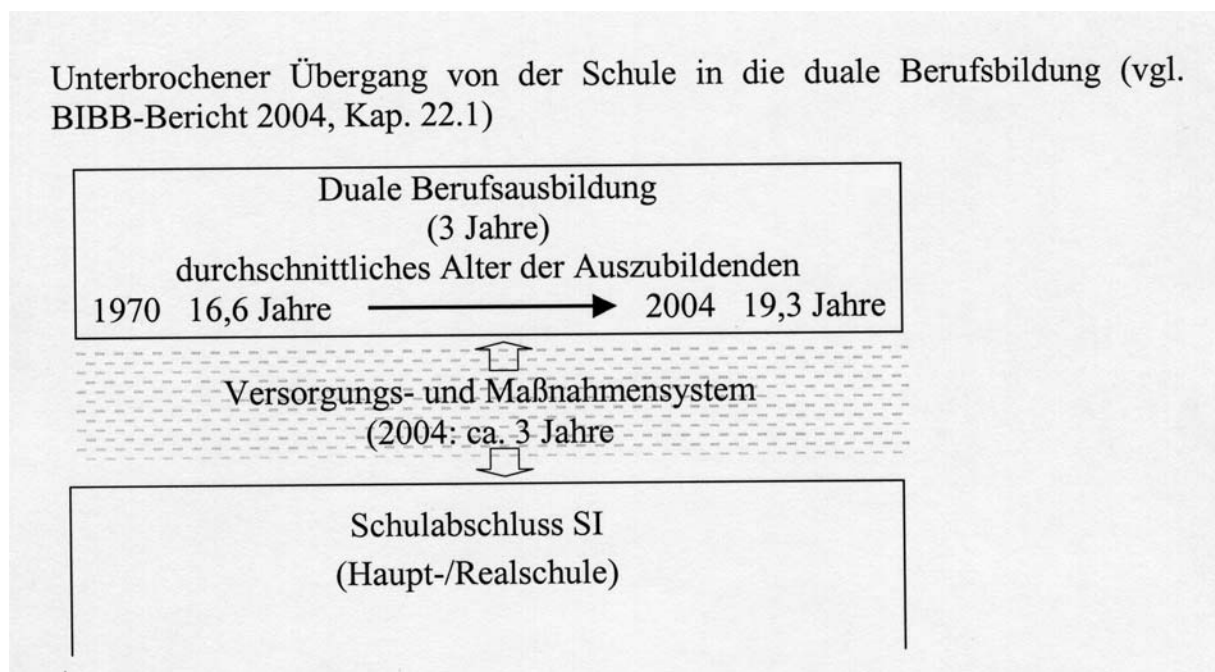 Unterbrochener Übergang von der Schule in die duale Berufsbildung (vgl.
BIBB-Bericht 2004, Kap. 22.1)
Duale Berufsausbildung
(3 Jahre)
durchschnittliches Alter der Auszubildenden
1970 16,6 Jahre 2004 19,3 Jahre
Versorgungs- und Maßnahmensystem
(2004: ca. 3 Jahre
Schulabschluss SI
(Haupt-/Realschule)